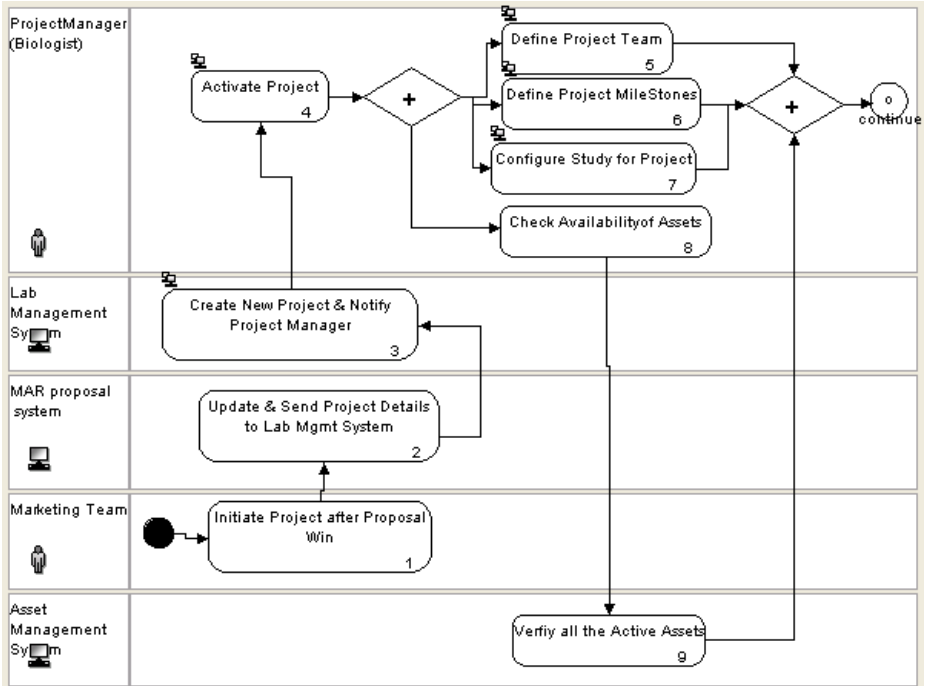 ProjectManager
(Biologist)
Activate Project
4
+
Define Project Team
5
Define Project MileStones
6
Configure Study for Project
7
Check Availabilityof Assets
8
+
o
continue
Lab
Management
Sy m
Create New Project & Notify
Project Manager
3
MAR proposal
system
Update & Send Project Details
to Lab Mgmt System
2
Marketing Team
Initiate Project after Proposal
Win
1
Asset
Management
Sy m
Verfiy all the Active Assets
9